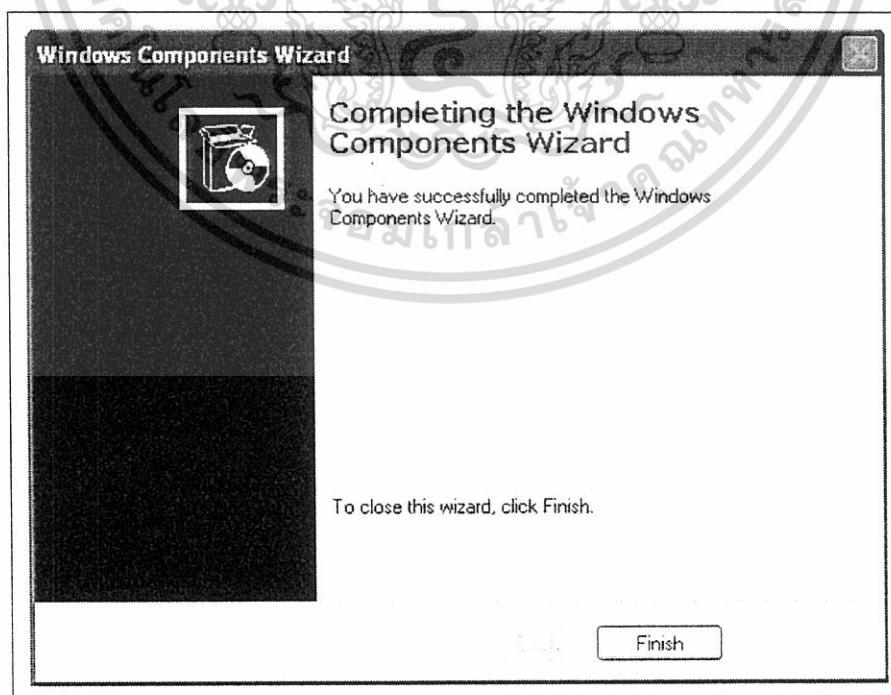 Windows Components Wizard
Completing the Windows
Components Wizard
You have successfully completed the Windows
Components Wizard.
To close this wizard, click Finish.
Finish